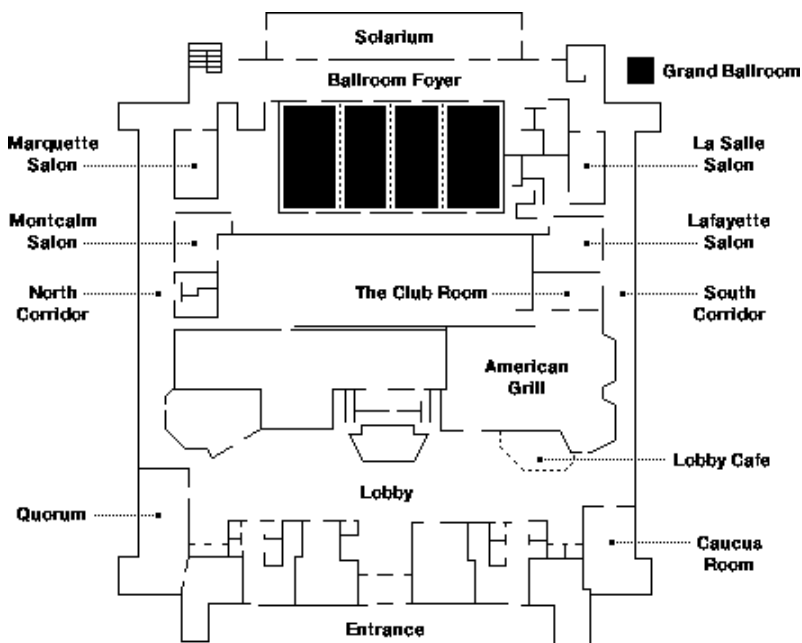 Solarium
Ballroom Foyer
Grand Ballroom
Marquette
Salon
La Salle
Salon
Montcalm
Salon
Lafayette
Salon
North
Corridor
The Club Room
South
Corridor
American
Grill
Lobby Cafe
Lobby
Quorum
Caucus
Room
Entrance